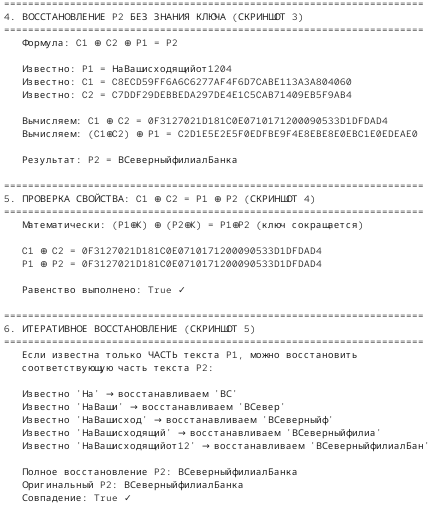 ================================================================
4. ВОССТАНОВЛЕНИЕ P2 БЕЗ ЗНАНИЯ КЛЮЧА (СКРИНШОТ 3)
================================================================
Формула: C1 ⊕ C2 ⊕ P1 = P2
Известно: P1 = НаВашисходящийот1204
Известно: C1 = C8ECD59FF6A6C6277AF4F6D7CABE113A3A804060
Известно: C2 = C7DDF29DEBBEDA297DE4E1C5CAB71409EB5F9AB4
Вычисляем: C1 ⊕ C2 = 0F3127021D181C0E0710171200090533D1DFDAD4
Вычисляем: (C1⊕C2) ⊕ P1 = C2D1E5E2E5F0EDFBE9F4E8EBE8E0EBC1E0EDEAE0
Результат: P2 = ВСеверныйфилиалБанка
================================================================
5. ПРОВЕРКА СВОЙСТВА: C1 ⊕ C2 = P1 ⊕ P2 (СКРИНШОТ 4)
================================================================
Математически: (P1⊕K) ⊕ (P2⊕K) = P1⊕P2 (ключ сокращается)
C1 ⊕ C2 = 0F3127021D181C0E0710171200090533D1DFDAD4
P1 ⊕ P2 = 0F3127021D181C0E0710171200090533D1DFDAD4
Равенство выполнено: True ✓
================================================================
6. ИТЕРАТИВНОЕ ВОССТАНОВЛЕНИЕ (СКРИНШОТ 5)
================================================================
Если известна только ЧАСТЬ текста P1, можно восстановить
соответствующую часть текста P2:
Известно 'На' → восстанавливаем 'ВС'
Известно 'НаВаши' → восстанавливаем 'ВСевер'
Известно 'НаВашисход' → восстанавливаем 'ВСеверныйф'
Известно 'НаВашисходящий' → восстанавливаем 'ВСеверныйфилиа'
Известно 'НаВашисходящийот12' → восстанавливаем 'ВСеверныйфилиалБан'
Полное восстановление P2: ВСеверныйфилиалБанка
Оригинальный P2: ВСеверныйфилиалБанка
Совпадение: True ✓